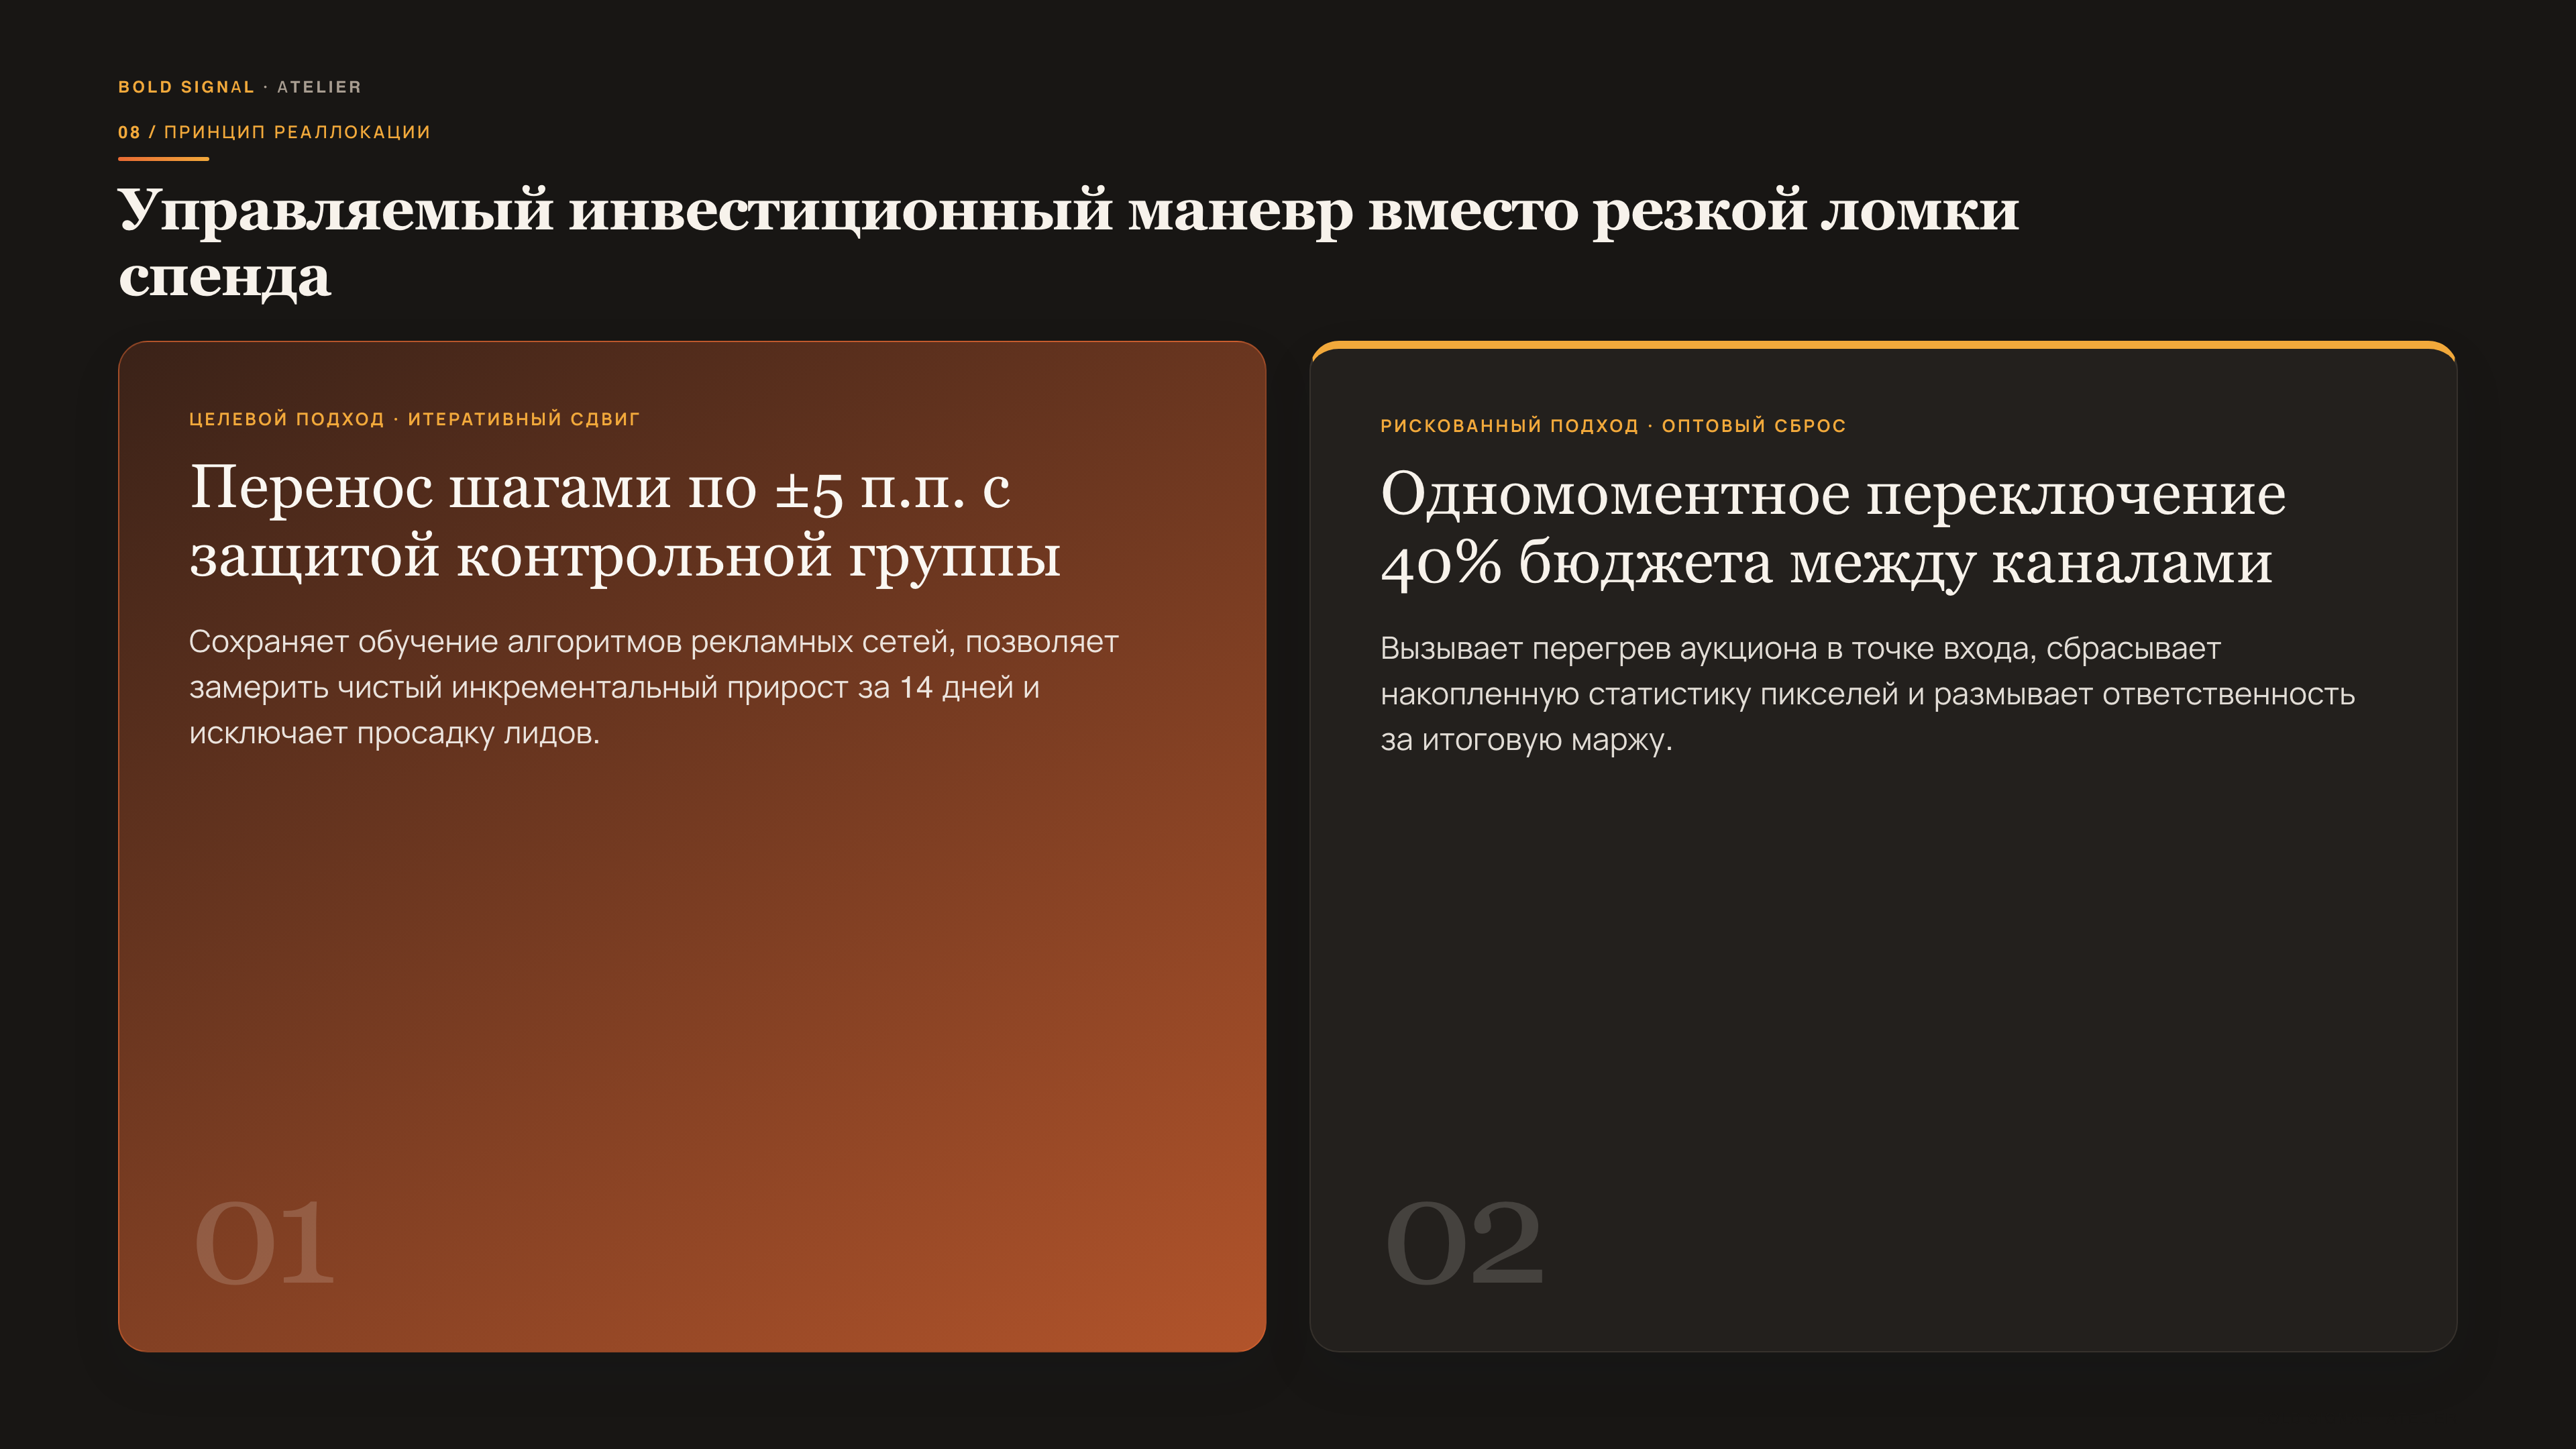 BOLD SIGNAL · ATELIER
08 / ПРИНЦИП РЕАЛЛОКАЦИИ
Управляемый инвестиционный маневр вместо резкой ломки
спенда
ЦЕЛЕВОЙ ПОДХОД · ИТЕРАТИВНЫЙ СДВИГ
Перенос шагами по ±5 п.п. с
защитой контрольной группы
Сохраняет обучение алгоритмов рекламных сетей, позволяет
замерить чистый инкрементальный прирост за 14 дней и
исключает просадку лидов.
01
РИСКОВАННЫЙ ПОДХОД · ОПТОВЫЙ СБРОС
Одномоментное переключение
40% бюджета между каналами
Вызывает перегрев аукциона в точке входа, сбрасывает
накопленную статистику пикселей и размывает ответственность
за итоговую маржу.
02